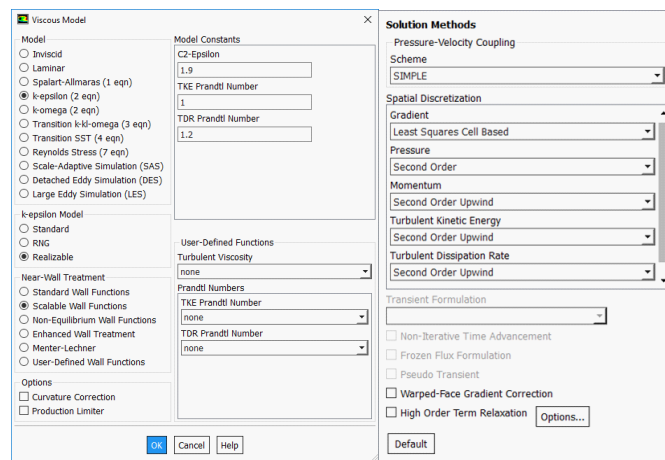 Viscous Model
Model
Inviscid
Laminar
Spalart-Allmaras (1 eqn)
k-epsilon (2 eqn)
k-omega (2 eqn)
Transition k-kl-omega (3 eqn)
Transition SST (4 eqn)
Reynolds Stress (7 eqn)
Scale-Adaptive Simulation (SAS)
Detached Eddy Simulation (DES)
Large Eddy Simulation (LES)
k-epsilon Model
Standard
RNG
Realizable
Near-Wall Treatment
Standard Wall Functions
Scalable Wall Functions
Non-Equilibrium Wall Functions
Enhanced Wall Treatment
Menter-Lechner
User-Defined Wall Functions
Options
Curvature Correction
Production Limiter
Model Constants
C2-Epsilon
1.9
TKE Prandtl Number
1
TDR Prandtl Number
1.2
User-Defined Functions
Turbulent Viscosity
none
Prandtl Numbers
TKE Prandtl Number
none
TDR Prandtl Number
none
OK Cancel Help
Solution Methods
Pressure-Velocity Coupling
Scheme
SIMPLE
Spatial Discretization
Gradient
Least Squares Cell Based
Pressure
Second Order
Momentum
Second Order Upwind
Turbulent Kinetic Energy
Second Order Upwind
Turbulent Dissipation Rate
Second Order Upwind
Transient Formulation
Non-Iterative Time Advancement
Frozen Flux Formulation
Pseudo Transient
Warped-Face Gradient Correction
High Order Term Relaxation Options...
Default